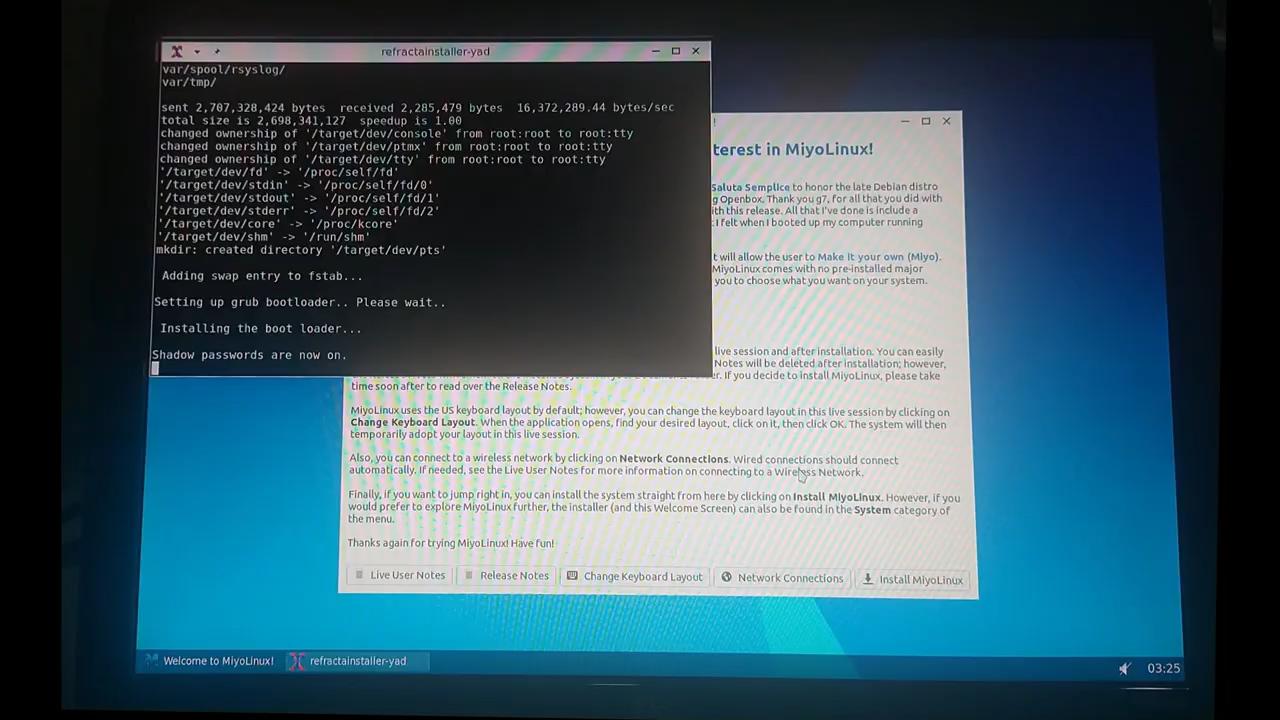 refractainstaller-yad
var/spool/rsyslog/
var/tmp/
sent 2,707,328,424 bytes  received 2,285,479 bytes  16,372,289.44 bytes/sec
total size is 2,698,341,127  speedup is 1.00
changed ownership of '/target/dev/console' from root:root to root:tty
changed ownership of '/target/dev/ptmx' from root:root to root:tty
changed ownership of '/target/dev/tty' from root:root to root:tty
'/target/dev/fd' -> '/proc/self/fd'
'/target/dev/stdin' -> '/proc/self/fd/0'
'/target/dev/stdout' -> '/proc/self/fd/1'
'/target/dev/stderr' -> '/proc/self/fd/2'
'/target/dev/core' -> '/proc/kcore'
'/target/dev/shm' -> '/run/shm'
mkdir: created directory '/target/dev/pts'
Adding swap entry to fstab...
Setting up grub bootloader.. Please wait..
Installing the boot loader...
Shadow passwords are now on.
!
terest in MiyoLinux!
Saluta Semplice to honor the late Debian distro
g Openbox. Thank you g7, for all that you did with
ith this release. All that I've done is include a
I felt when I booted up my computer running
t will allow the user to Make It your own (Miyo).
MiyoLinux comes with no pre-installed major
you to choose what you want on your system.
live session and after installation. You can easily
Notes will be deleted after installation; however,
r. If you decide to install MiyoLinux, please take
time soon after to read over the Release Notes.
MiyoLinux uses the US keyboard layout by default; however, you can change the keyboard layout in this live session by clicking on
Change Keyboard Layout. When the application opens, find your desired layout, click on it, then click OK. The system will then
temporarily adopt your layout in this live session.
Also, you can connect to a wireless network by clicking on Network Connections. Wired connections should connect
automatically. If needed, see the Live User Notes for more information on connecting to a Wireless Network.
Finally, if you want to jump right in, you can install the system straight from here by clicking on Install MiyoLinux. However, if you
would prefer to explore MiyoLinux further, the installer (and this Welcome Screen) can also be found in the System category of
the menu.
Thanks again for trying MiyoLinux! Have fun!
Live User Notes
Release Notes
Change Keyboard Layout
Network Connections
Install MiyoLinux
Welcome to MiyoLinux!
refractainstaller-yad
03:25